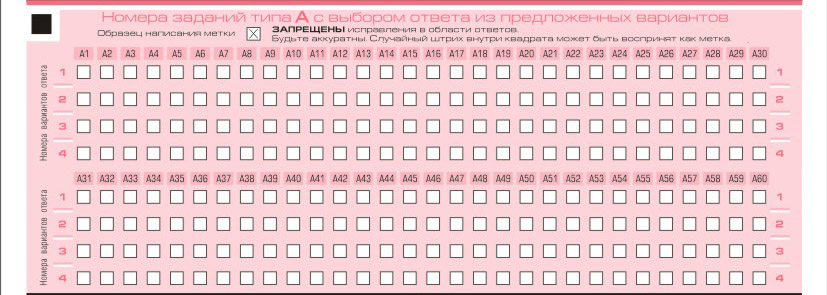 Номера заданий типа А с выбором ответа из предложенных вариантов
Образец написания метки ЗАПРЕЩЕНЫ исправления в области ответов.
Будьте аккуратны. Случайный штрих внутри квадрата может быть воспринят как метка.
A1 A2 A3 A4 A5 A6 A7 A8 A9 A10 A11 A12 A13 A14 A15 A16 A17 A18 A19 A20 A21 A22 A23 A24 A25 A26 A27 A28 A29 A30
Номера вариантов ответа
1 1
2 2
3 3
4 4
A31 A32 A33 A34 A35 A36 A37 A38 A39 A40 A41 A42 A43 A44 A45 A46 A47 A48 A49 A50 A51 A52 A53 A54 A55 A56 A57 A58 A59 A60
Номера вариантов ответа
1 1
2 2
3 3
4 4